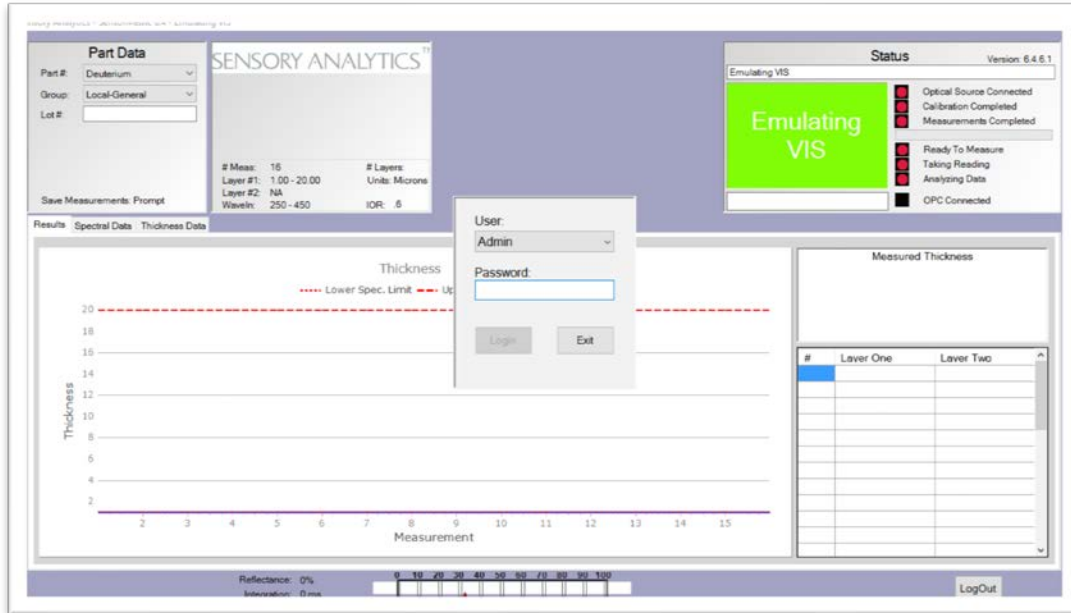 Part Data
Part #: Deuterium
Group: Local-General
Lot #:
Save Measurements: Prompt
SENSORY ANALYTICS™
# Meas: 16 # Layers:
Layer #1: 1.00 - 20.00 Units: Microns
Layer #2: NA
Waveln: 250 - 450 IOR: .6
Status Version: 6.4.6.1
Emulating VIS
Emulating
VIS
Optical Source Connected
Calibration Completed
Measurements Completed
Ready To Measure
Taking Reading
Analyzing Data
OPC Connected
Results Spectral Data Thickness Data
User:
Admin
Password:
Login Exit
Thickness
Lower Spec. Limit Up
20
18
16
14
12
10
8
6
4
2
Thickness
2 3 4 5 6 7 8 9 10 11 12 13 14 15
Measurement
Measured Thickness
# Layer One Layer Two
Reflectance: 0%
Integration: 0 ms
0 10 20 30 40 50 60 70 80 90 100
LogOut